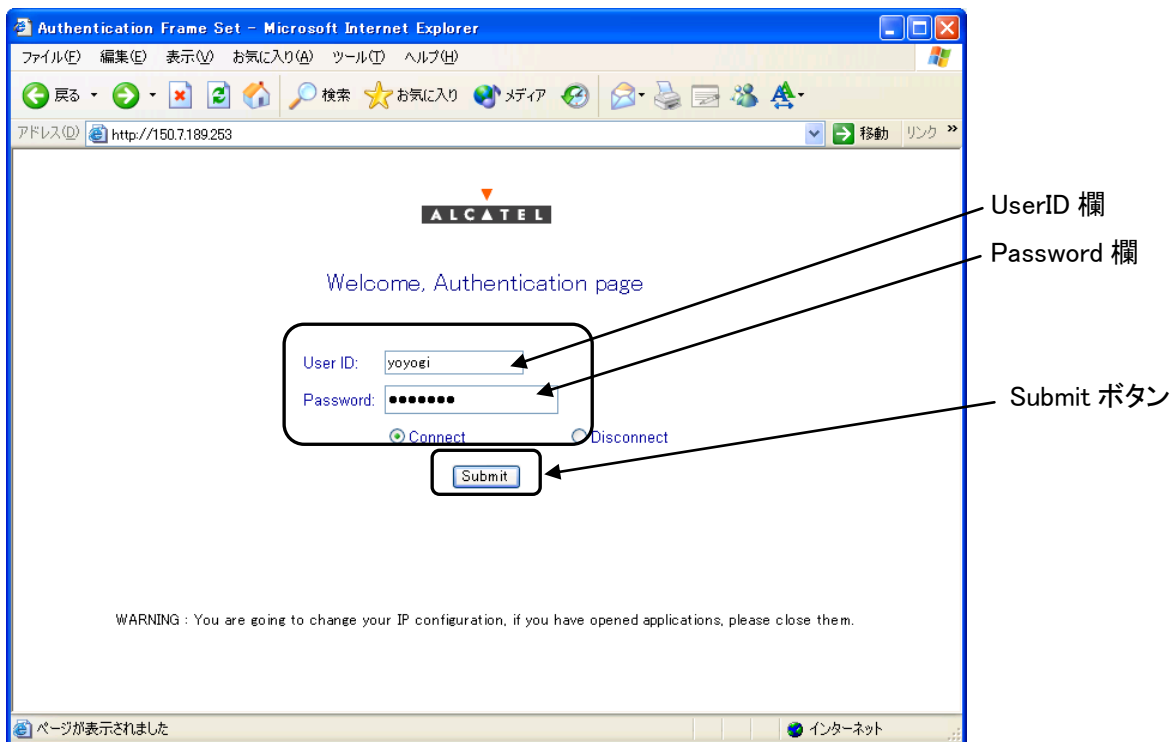 Authentication Frame Set - Microsoft Internet Explorer
ファイル(F) 編集(E) 表示(V) お気に入り(A) ツール(T) ヘルプ(H)
戻る 検索 お気に入り メディア
アドレス(D) http://150.7.189.253 移動 リンク »
ALCATEL
UserID 欄
Password 欄
Welcome, Authentication page
User ID: yoyogi
Password: ●●●●●●●
Connect Disconnect
Submit ボタン
Submit
WARNING : You are going to change your IP configuration, if you have opened applications, please close them.
ページが表示されました インターネット